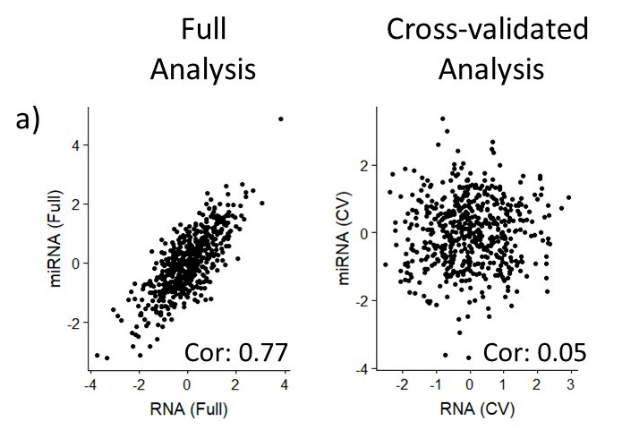 Full
Analysis
Cross-validated
Analysis
a)
4
2
0
-2
miRNA (Full)
Cor: 0.77
-4 -2 0 2 4
RNA (Full)
2
0
-2
-4
miRNA (CV)
Cor: 0.05
-2 -1 0 1 2 3
RNA (CV)